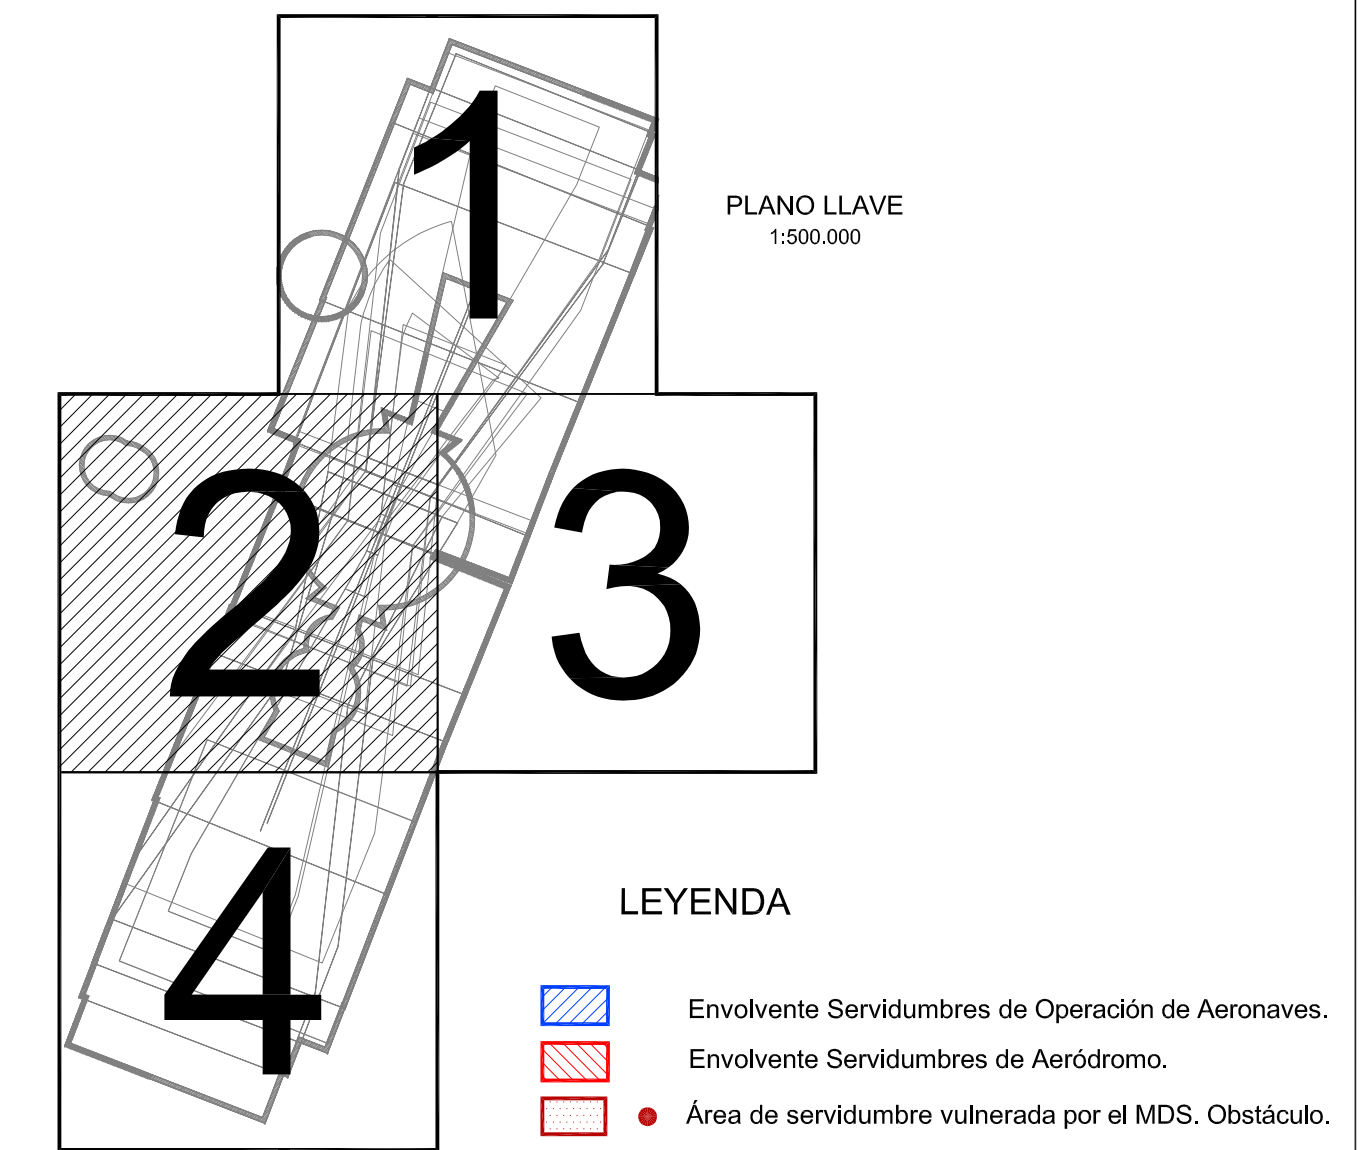 1
PLANO LLAVE
1:500.000
2
3
4
LEYENDA
Envolvente Servidumbres de Operación de Aeronaves.
Envolvente Servidumbres de Aeródromo.
Área de servidumbre vulnerada por el MDS. Obstáculo.